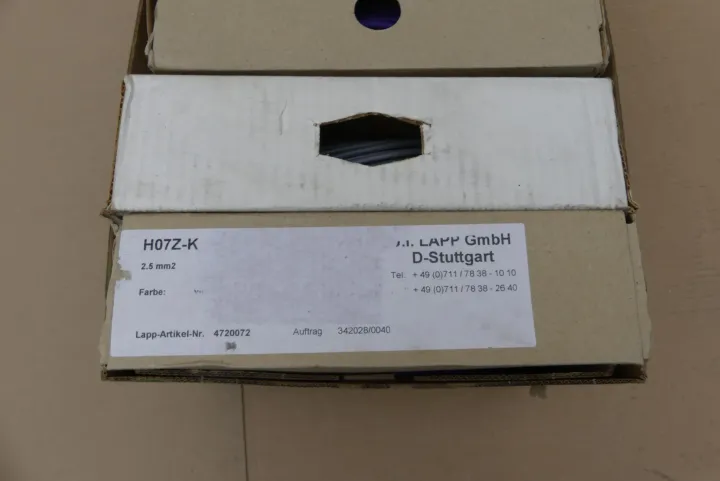 H07Z-K
2.5 mm2
Farbe:
Lapp-Artikel-Nr. 4720072
Auftrag 342028/0040
LAPP GmbH
D-Stuttgart
Tel. + 49 (0)711 / 78 38 - 10 10
+ 49 (0)711 / 78 38 - 26 40